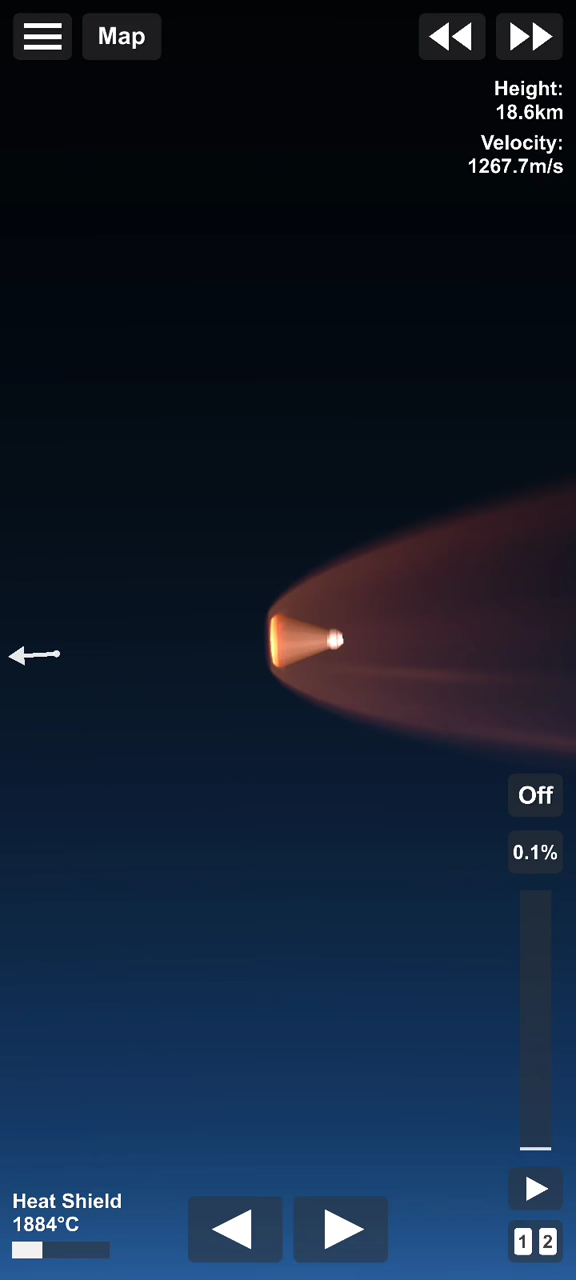 Map
Height:
18.6km
Velocity:
1267.7m/s
Off
0.1%
Heat Shield
1884°C
1 2